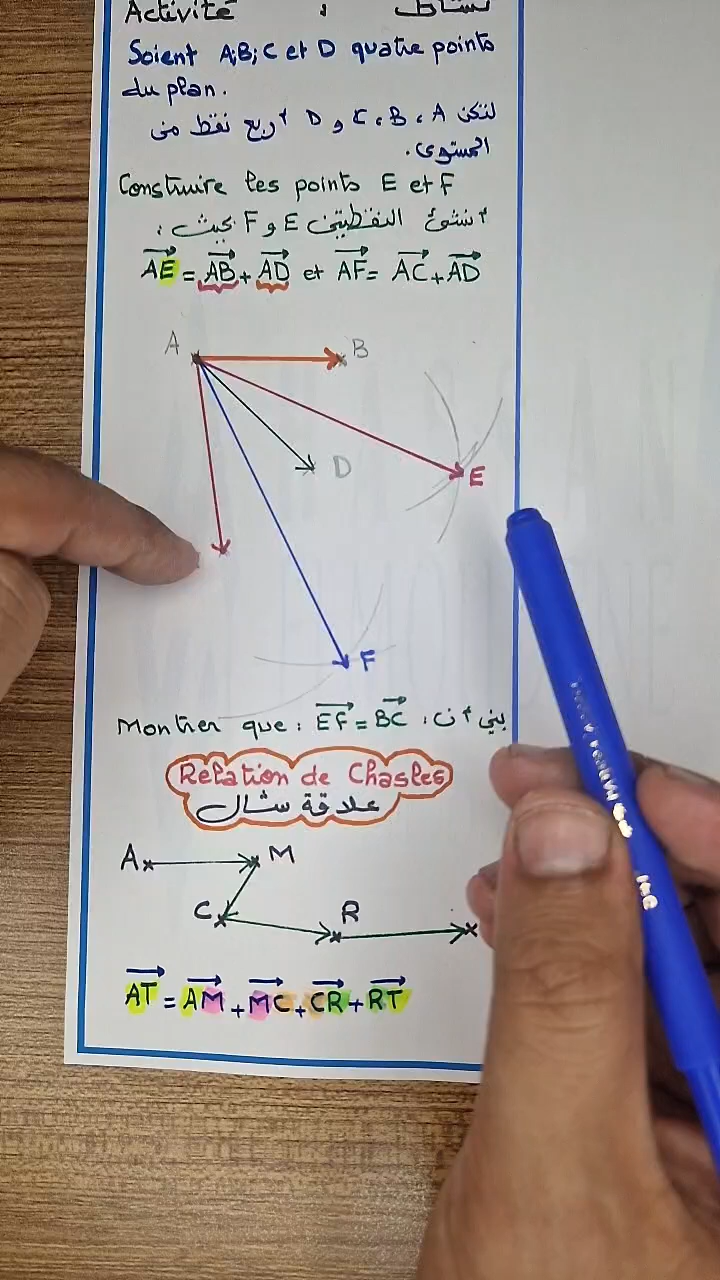 Activité : نشاط
Soient A;B;C et D quatre points
du plan.
لتكن A ، B ، C و D أربع نقط من
المستوى.
Construire les points E et F
أنشئ النقطتين E و F بحيث :
AE = AB + AD et AF = AC + AD
A B
D E
F
Montrer que : EF = BC بين أن :
Relation de Chasles
علاقة شال
A M
C R
AT = AM + MC + CR + RT